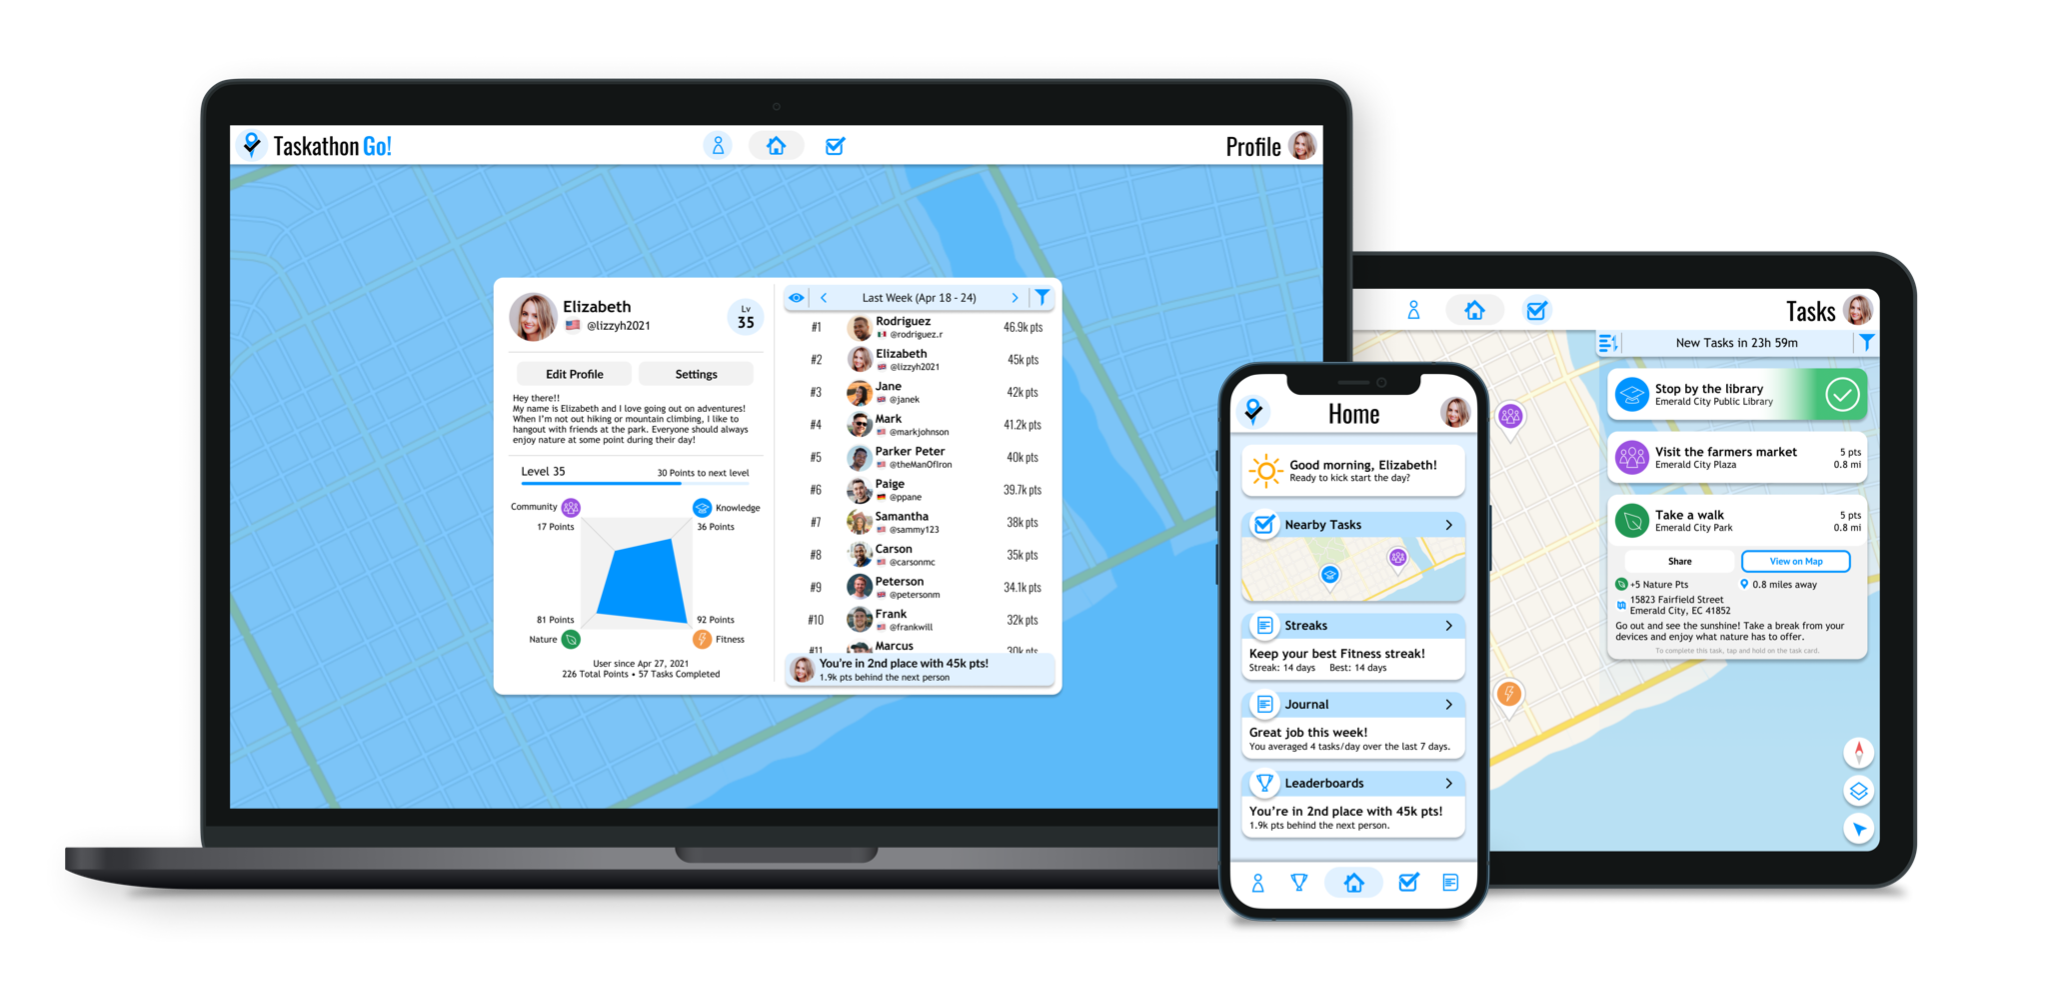 Taskathon Go!
Profile
Elizabeth
@lizzyh2021
Lv
35
Edit Profile
Settings
Hey there!!
My name is Elizabeth and I love going out on adventures!
When I'm not out hiking or mountain climbing, I like to
hangout with friends at the park. Everyone should always
enjoy nature at some point during their day!
Level 35
30 Points to next level
Community
17 Points
Knowledge
36 Points
81 Points
Nature
92 Points
Fitness
User since Apr 27, 2021
226 Total Points • 57 Tasks Completed
Last Week (Apr 18 - 24)
#1
Rodriguez
@rodriguez.r
46.9k pts
#2
Elizabeth
@lizzyh2021
45k pts
#3
Jane
@janek
42k pts
#4
Mark
@markjohnson
41.2k pts
#5
Parker Peter
@theManOfIron
40k pts
#6
Paige
@ppane
39.7k pts
#7
Samantha
@sammy123
38k pts
#8
Carson
@carsonmc
35k pts
#9
Peterson
@petersonm
34.1k pts
#10
Frank
@frankwill
32k pts
#11
Marcus
30k pts
You're in 2nd place with 45k pts!
1.9k pts behind the next person
Home
Good morning, Elizabeth!
Ready to kick start the day?
Nearby Tasks
Streaks
Keep your best Fitness streak!
Streak: 14 days Best: 14 days
Journal
Great job this week!
You averaged 4 tasks/day over the last 7 days.
Leaderboards
You're in 2nd place with 45k pts!
1.9k pts behind the next person.
Tasks
New Tasks in 23h 59m
Stop by the library
Emerald City Public Library
Visit the farmers market
Emerald City Plaza
5 pts
0.8 mi
Take a walk
Emerald City Park
5 pts
0.8 mi
Share
View on Map
+5 Nature Pts
0.8 miles away
15823 Fairfield Street
Emerald City, EC 41852
Go out and see the sunshine! Take a break from your
devices and enjoy what nature has to offer.
To complete this task, tap and hold on the task card.